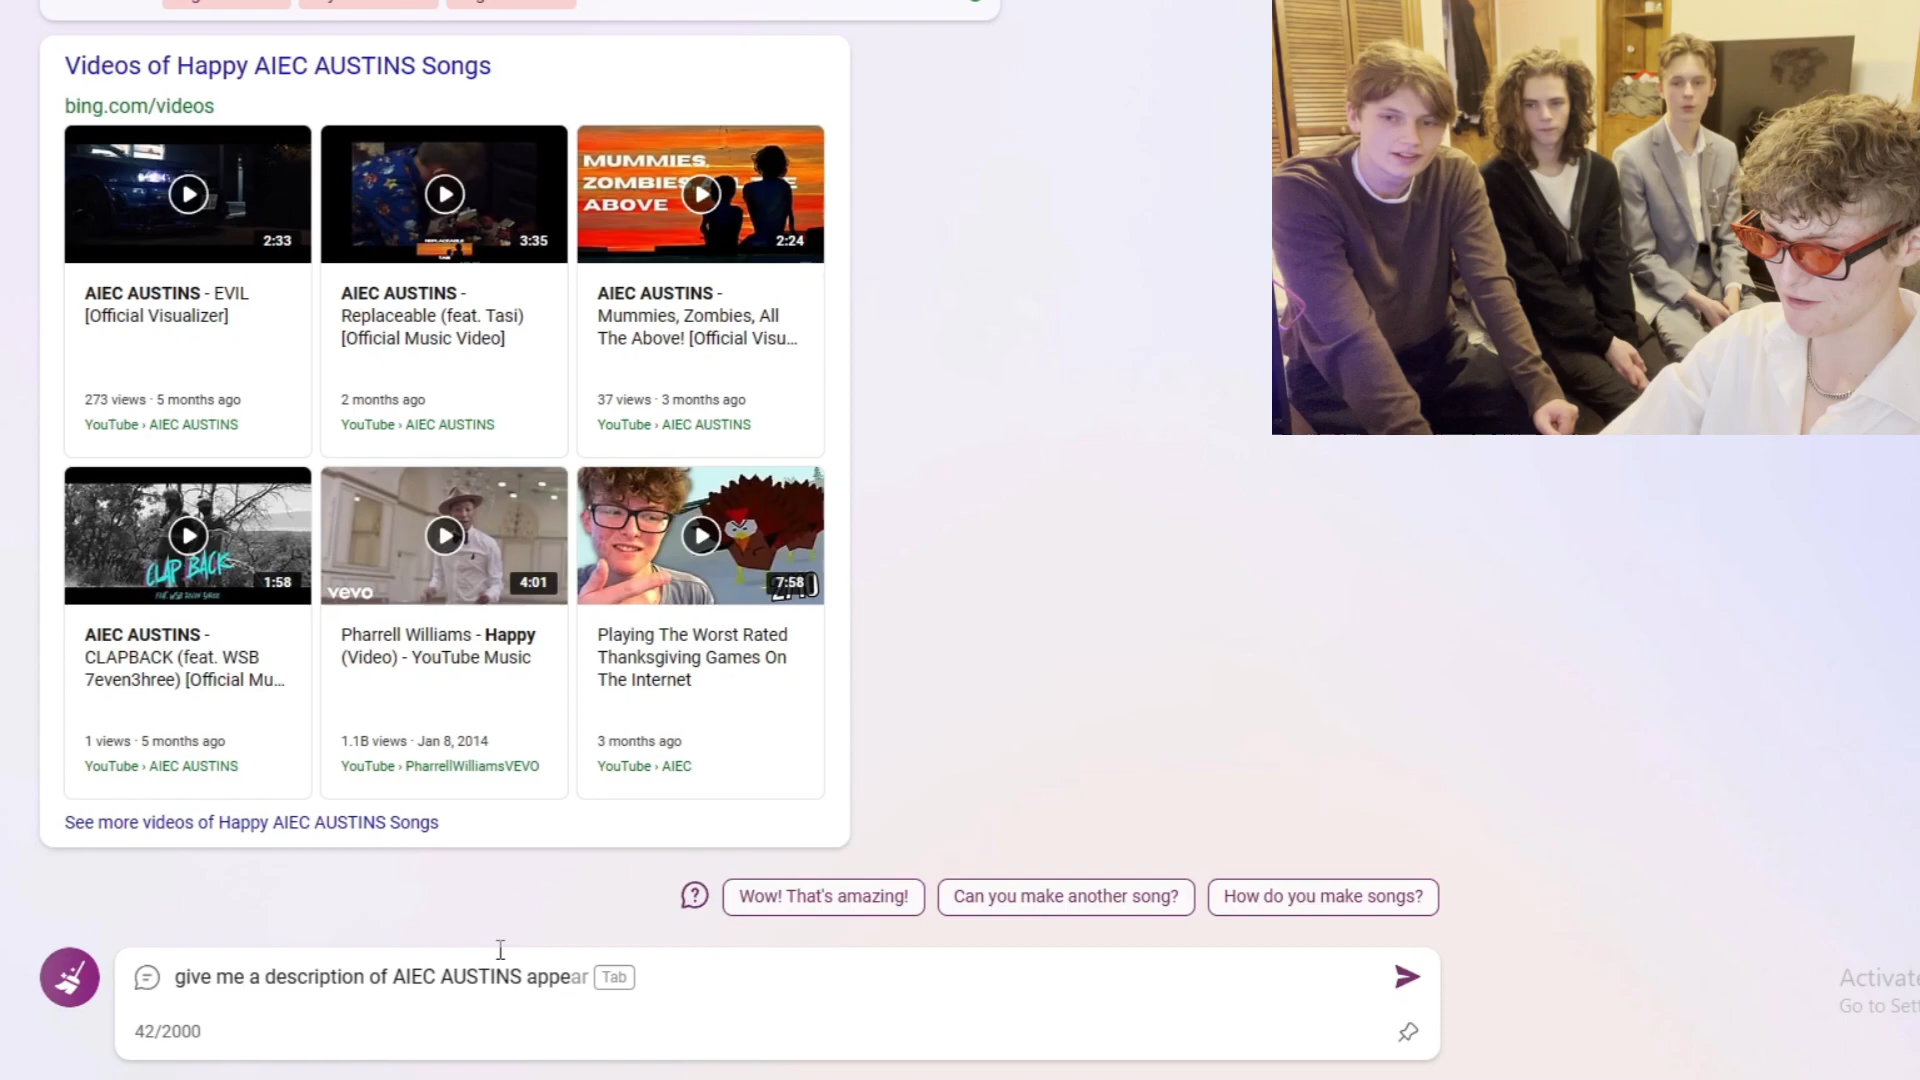 Videos of Happy AIEC AUSTINS Songs
bing.com/videos
2:33
3:35
MUMMIES,
ZOMBIES
ABOVE
2:24
AIEC AUSTINS - EVIL
[Official Visualizer]
273 views · 5 months ago
YouTube › AIEC AUSTINS
AIEC AUSTINS -
Replaceable (feat. Tasi)
[Official Music Video]
2 months ago
YouTube › AIEC AUSTINS
AIEC AUSTINS -
Mummies, Zombies, All
The Above! [Official Visu...
37 views · 3 months ago
YouTube › AIEC AUSTINS
CLAP BACK
1:58
vevo
4:01
7:58
AIEC AUSTINS -
CLAPBACK (feat. WSB
7even3hree) [Official Mu...
1 views · 5 months ago
YouTube › AIEC AUSTINS
Pharrell Williams - Happy
(Video) - YouTube Music
1.1B views · Jan 8, 2014
YouTube › PharrellWilliamsVEVO
Playing The Worst Rated
Thanksgiving Games On
The Internet
3 months ago
YouTube › AIEC
See more videos of Happy AIEC AUSTINS Songs
Wow! That's amazing! Can you make another song? How do you make songs?
give me a description of AIEC AUSTINS appear Tab
42/2000
Activate
Go to Sett